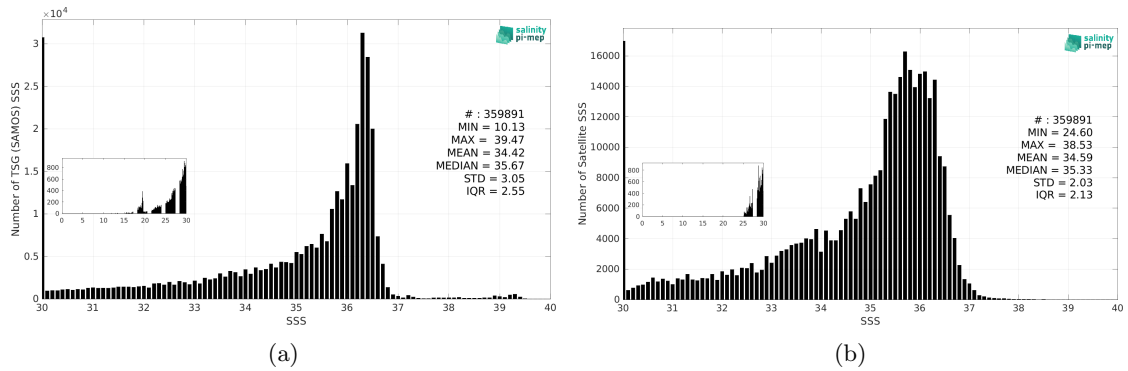 ×10^4
3
2.5
2
1.5
1
0.5
0
Number of TSG (SAMOS) SSS
salinity
pi-mep
# : 359891
MIN = 10.13
MAX = 39.47
MEAN = 34.42
MEDIAN = 35.67
STD = 3.05
IQR = 2.55
800
600
400
200
0
0 5 10 15 20 25 30
30 31 32 33 34 35 36 37 38 39 40
SSS
(a)
16000
14000
12000
10000
8000
6000
4000
2000
0
Number of Satellite SSS
salinity
pi-mep
# : 359891
MIN = 24.60
MAX = 38.53
MEAN = 34.59
MEDIAN = 35.33
STD = 2.03
IQR = 2.13
800
600
400
200
0
0 5 10 15 20 25 30
30 31 32 33 34 35 36 37 38 39 40
SSS
(b)